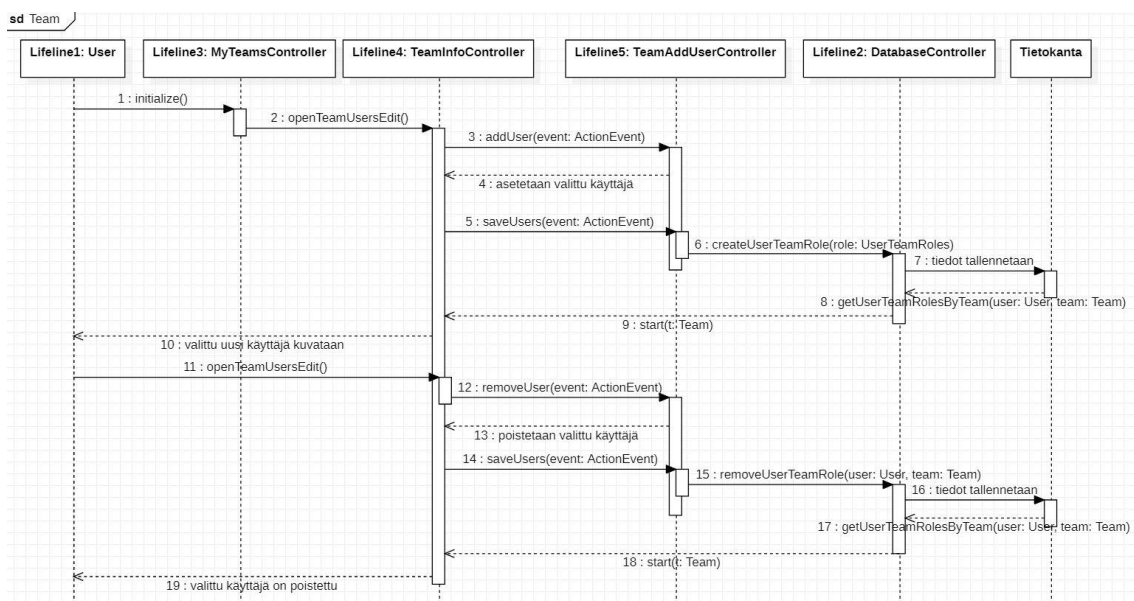 sd Team
Lifeline1: User
Lifeline3: MyTeamsController
Lifeline4: TeamInfoController
Lifeline5: TeamAddUserController
Lifeline2: DatabaseController
Tietokanta
1 : initialize()
2 : openTeamUsersEdit()
3 : addUser(event: ActionEvent)
4 : asetetaan valittu käyttäjä
5 : saveUsers(event: ActionEvent)
6 : createUserTeamRole(role: UserTeamRoles)
7 : tiedot tallennetaan
8 : getUserTeamRolesByTeam(user: User, team: Team)
9 : start(t: Team)
10 : valittu uusi käyttäjä kuvataan
11 : openTeamUsersEdit()
12 : removeUser(event: ActionEvent)
13 : poistetaan valittu käyttäjä
14 : saveUsers(event: ActionEvent)
15 : removeUserTeamRole(user: User, team: Team)
16 : tiedot tallennetaan
17 : getUserTeamRolesByTeam(user: User, team: Team)
18 : start(t: Team)
19 : valittu käyttäjä on poistettu